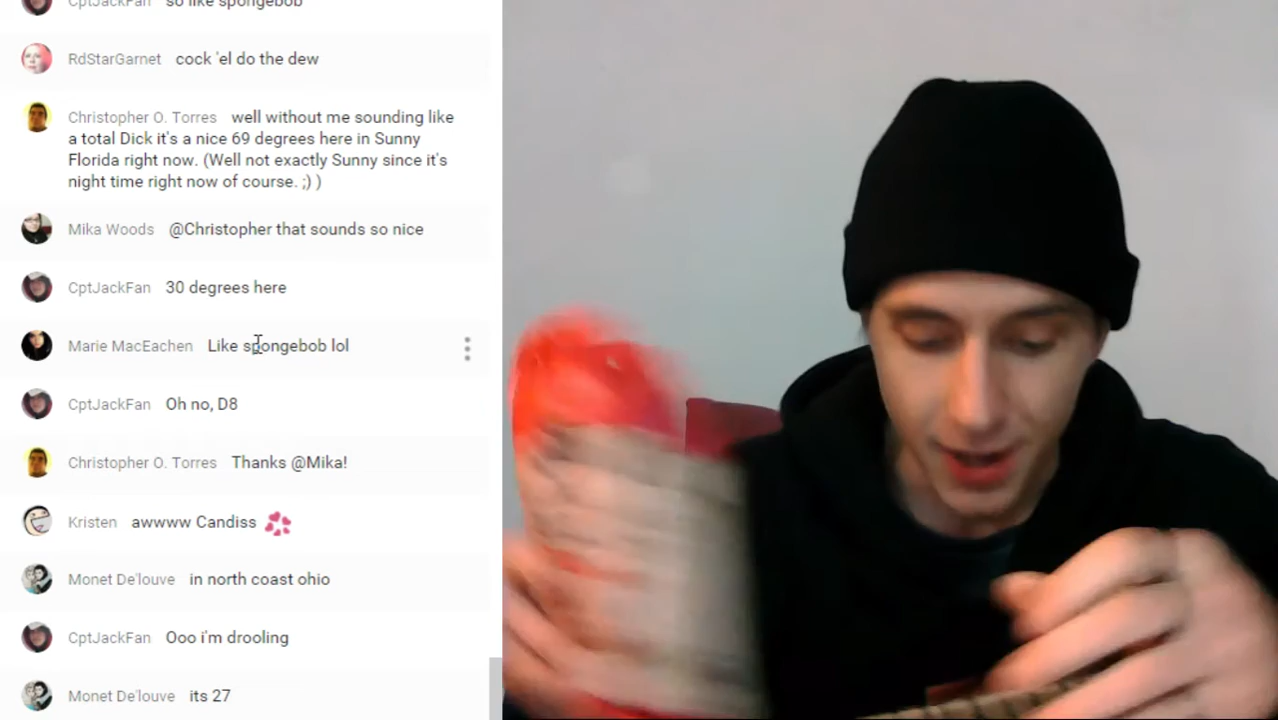 CptJackFan so like spongebob
RdStarGarnet cock 'el do the dew
Christopher O. Torres well without me sounding like
a total Dick it's a nice 69 degrees here in Sunny
Florida right now. (Well not exactly Sunny since it's
night time right now of course. ;) )
Mika Woods @Christopher that sounds so nice
CptJackFan 30 degrees here
Marie MacEachen Like spongebob lol
CptJackFan Oh no, D8
Christopher O. Torres Thanks @Mika!
Kristen awwww Candiss
Monet De'louve in north coast ohio
CptJackFan Ooo i'm drooling
Monet De'louve its 27